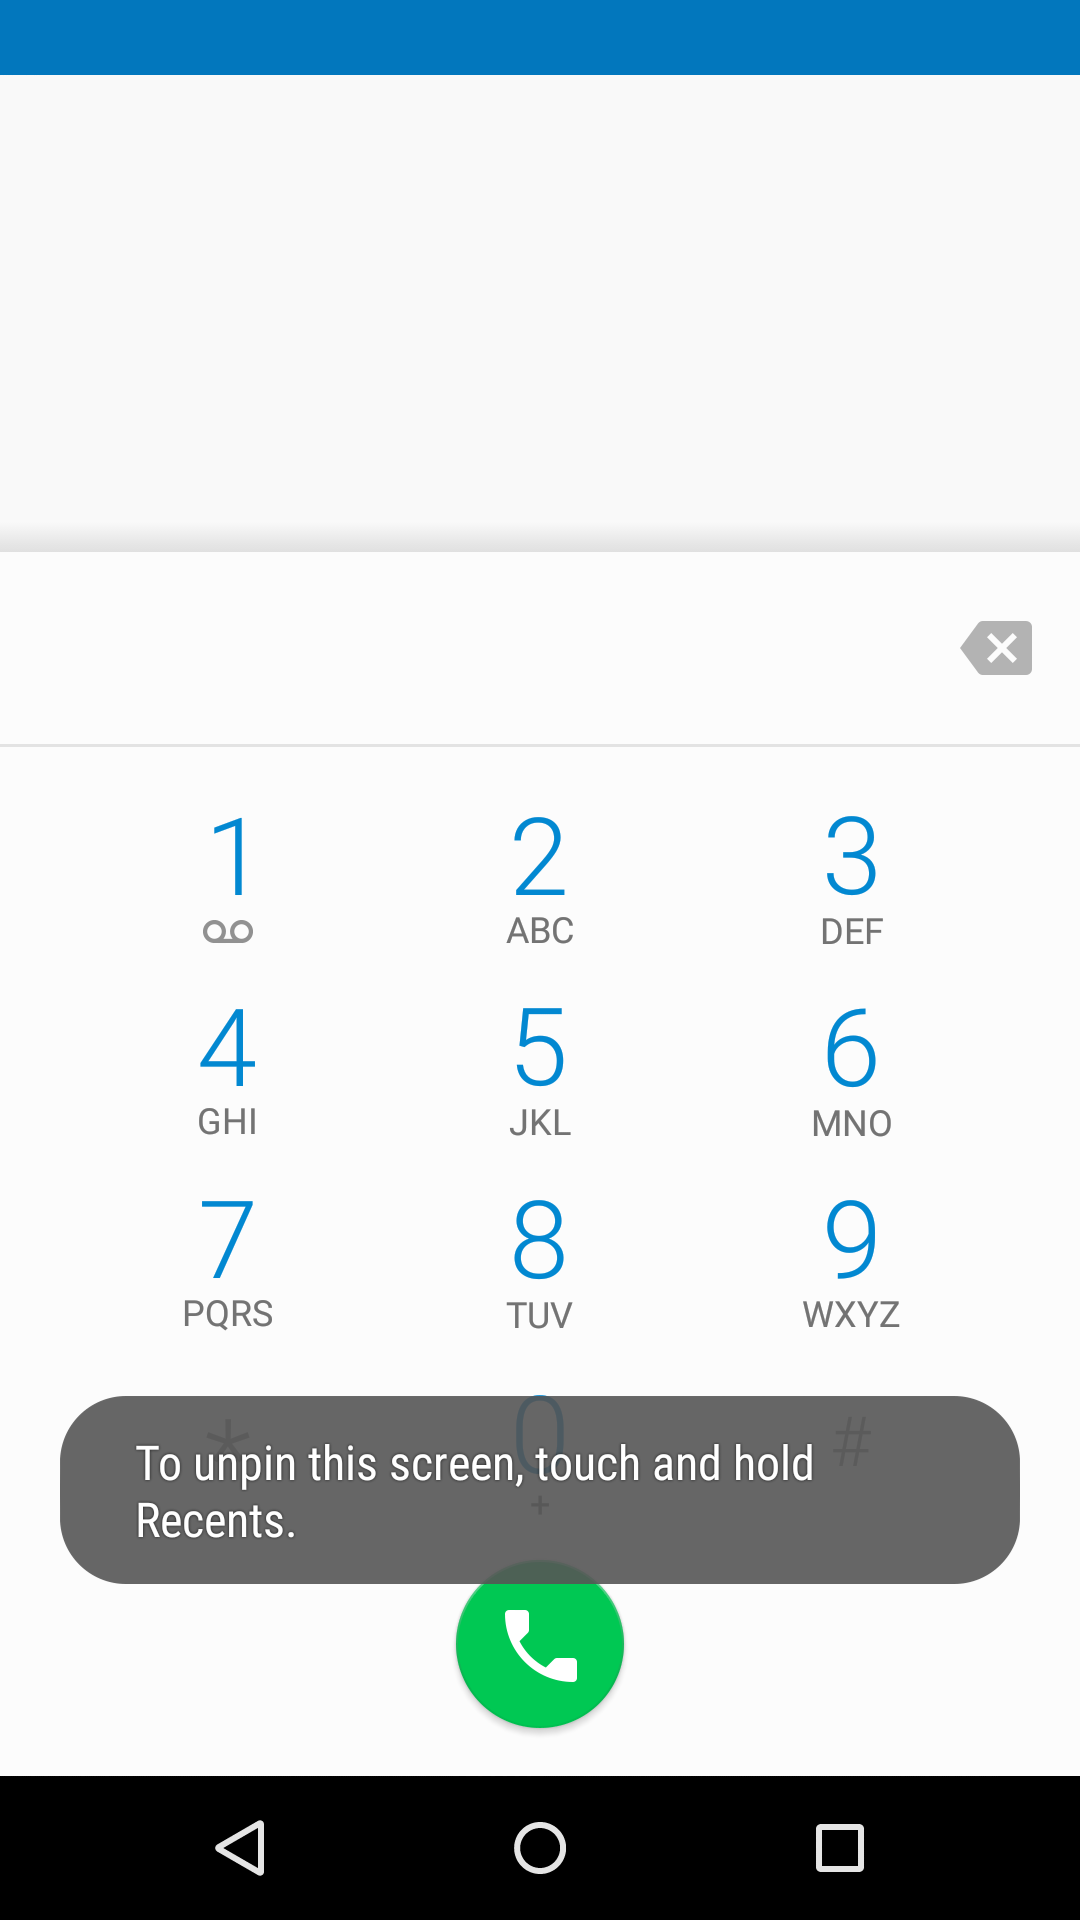 1 2 3
ABC DEF
4 5 6
GHI JKL MNO
7 8 9
PQRS TUV WXYZ
* 0 #
To unpin this screen, touch and hold
Recents.
+